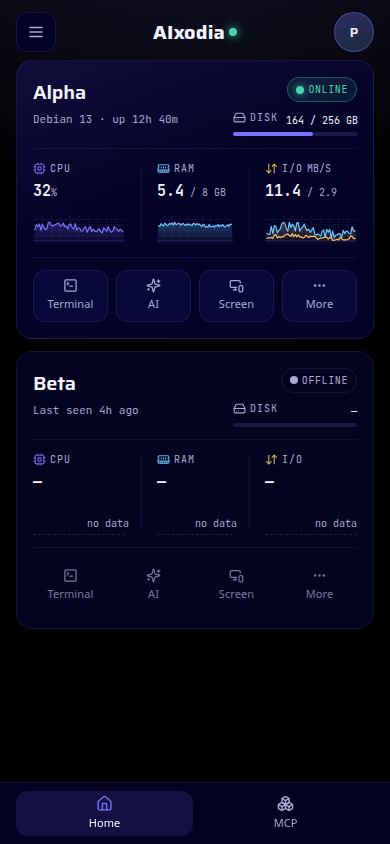 AIxodia
P
Alpha
ONLINE
Debian 13 · up 12h 40m
DISK 164 / 256 GB
CPU
RAM
I/O MB/S
32%
5.4 / 8 GB
11.4 / 2.9
Terminal
AI
Screen
More
Beta
OFFLINE
Last seen 4h ago
DISK —
CPU
RAM
I/O
—
—
—
no data
no data
no data
Terminal
AI
Screen
More
Home
MCP